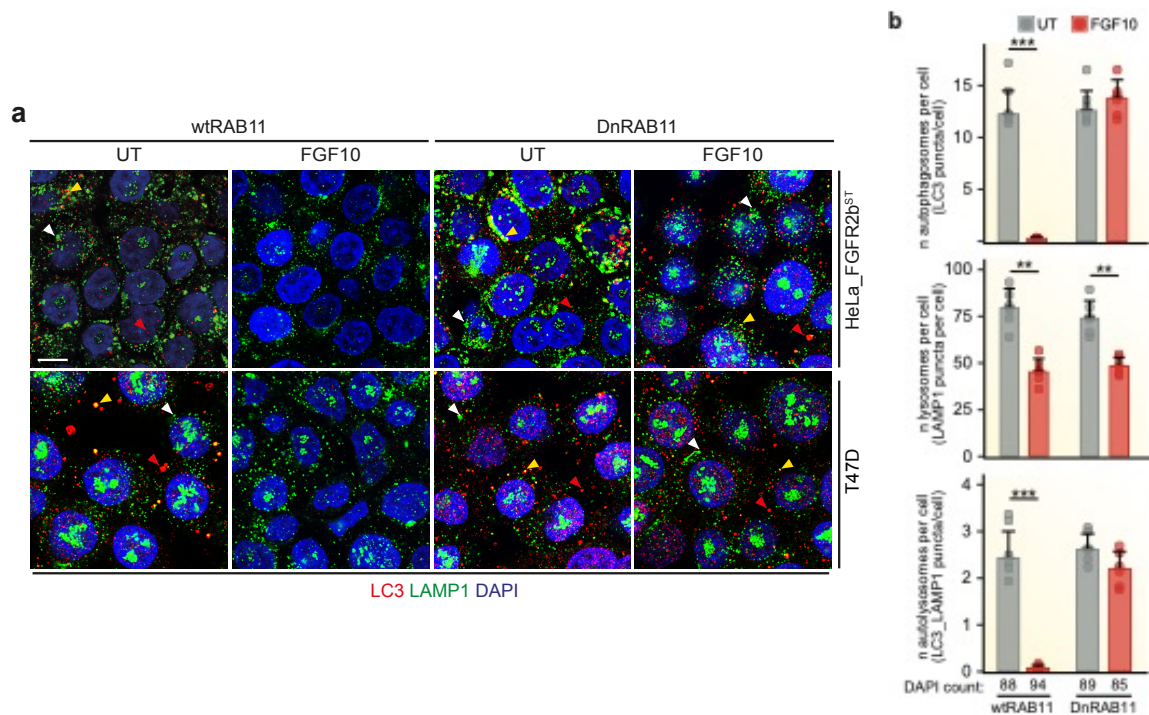 a
wtRAB11 DnRAB11
UT FGF10 UT FGF10
HeLa_FGFR2bST
T47D
LC3 LAMP1 DAPI
b
UT FGF10
n autophagosomes per cell
(LC3 puncta/cell)
15
10
5
***
n lysosomes per cell
(LAMP1 puncta per cell)
100
75
50
25
0
** **
n autolysosomes per cell
(LC3_LAMP1 puncta/cell)
4
3
2
1
0
***
DAPI count: 88 94 89 85
wtRAB11 DnRAB11